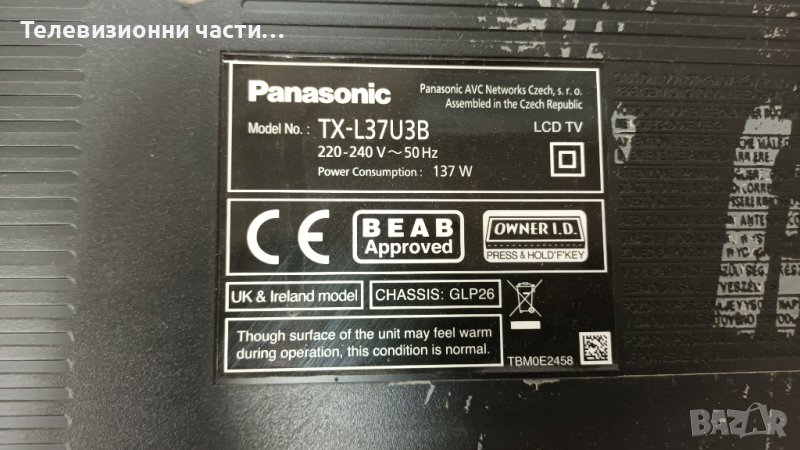 Телевизионни части...
Panasonic
Panasonic AVC Networks Czech, s. r. o.
Assembled in the Czech Republic
Model No. : TX-L37U3B
LCD TV
220-240 V～50 Hz
Power Consumption : 137 W
CE
BEAB
Approved
OWNER I.D.
PRESS & HOLD"F"KEY
UK & Ireland model
CHASSIS: GLP26
Though surface of the unit may feel warm
during operation, this condition is normal.
TBM0E2458
BAZAR